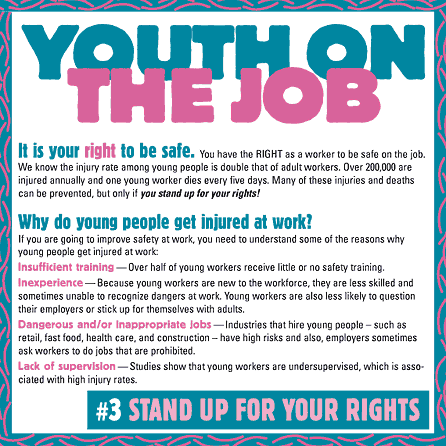 YOUTH ON
THE JOB
It is your right to be safe. You have the RIGHT as a worker to be safe on the job.
We know the injury rate among young people is double that of adult workers. Over 200,000 are
injured annually and one young worker dies every five days. Many of these injuries and deaths
can be prevented, but only if you stand up for your rights!
Why do young people get injured at work?
If you are going to improve safety at work, you need to understand some of the reasons why
young people get injured at work:
Insufficient training — Over half of young workers receive little or no safety training.
Inexperience — Because young workers are new to the workforce, they are less skilled and
sometimes unable to recognize dangers at work. Young workers are also less likely to question
their employers or stick up for themselves with adults.
Dangerous and/or inappropriate jobs — Industries that hire young people – such as
retail, fast food, health care, and construction – have high risks and also, employers sometimes
ask workers to do jobs that are prohibited.
Lack of supervision — Studies show that young workers are undersupervised, which is asso-
ciated with high injury rates.
#3 STAND UP FOR YOUR RIGHTS